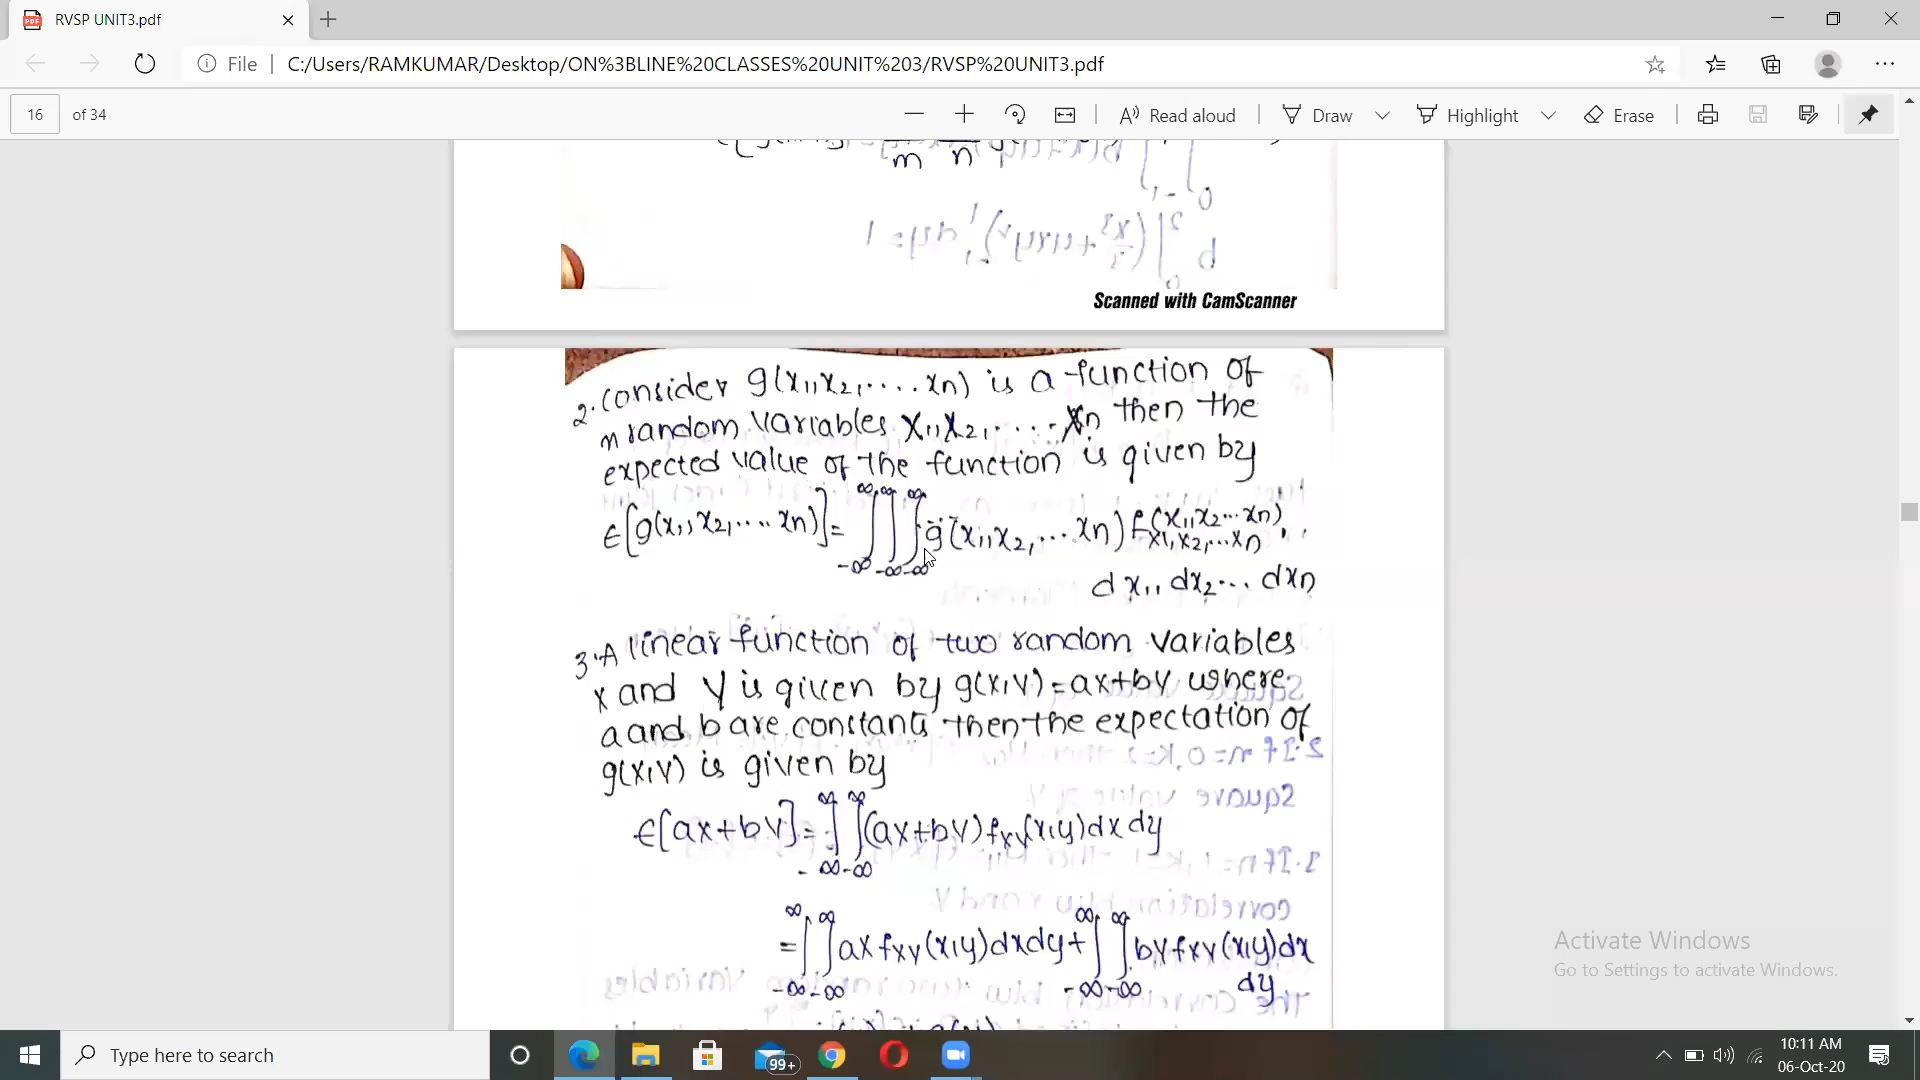 RVSP UNIT3.pdf
File
C:/Users/RAMKUMAR/Desktop/ON%3BLINE%20CLASSES%20UNIT%203/RVSP%20UNIT3.pdf
16 of 34
Read aloud
Draw
Highlight
Erase
m n
Scanned with CamScanner
2. Consider g(x1,x2,....xn) is a function of
n random variables X1,X2,.....Xn then the
expected value of the function is given by
E[g(x1,x2,....xn)] = ∞∫-∞ ∞∫-∞ ∞∫-∞ g(x1,x2,...xn) f(x1,x2...xn)
x1,x2,...xn
dx1, dx2... dxn
3. A linear function of two random variables
x and y is given by g(x,y)=ax+by where
a and b are constants then the expectation of
g(x,y) is given by
E[ax+by] = ∞∫-∞ ∞∫-∞ (ax+by) fxy(x,y) dx dy
= ∞∫-∞ ∞∫-∞ ax fxy(x,y) dx dy + ∞∫-∞ ∞∫-∞ by fxy(x,y) dx
dy
Activate Windows
Go to Settings to activate Windows.
Type here to search
99+
10:11 AM
06-Oct-20